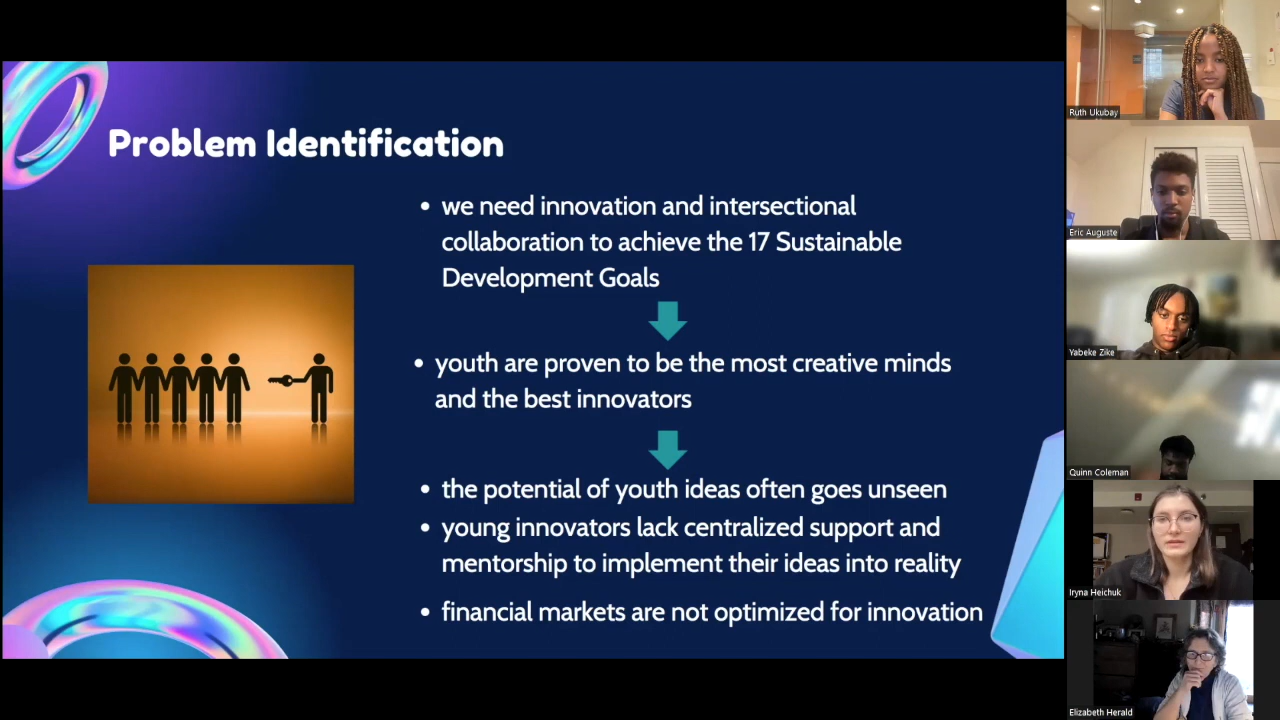 Problem Identification
• we need innovation and intersectional
collaboration to achieve the 17 Sustainable
Development Goals
• youth are proven to be the most creative minds
and the best innovators
• the potential of youth ideas often goes unseen
• young innovators lack centralized support and
mentorship to implement their ideas into reality
• financial markets are not optimized for innovation
Ruth Ukubay
Eric Auguste
Yabeke Zike
Quinn Coleman
Iryna Heichuk
Elizabeth Herald